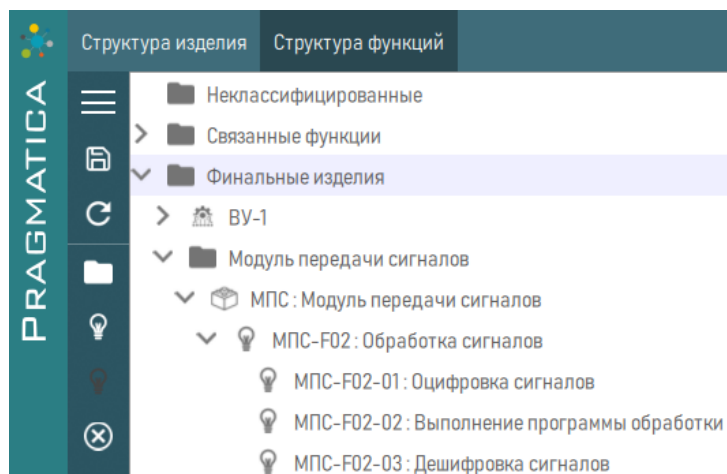 Структура изделия
Структура функций
PRAGMATICA
Неклассифицированные
Связанные функции
Финальные изделия
ВУ-1
Модуль передачи сигналов
МПС : Модуль передачи сигналов
МПС-F02 : Обработка сигналов
МПС-F02-01 : Оцифровка сигналов
МПС-F02-02 : Выполнение программы обработки
МПС-F02-03 : Дешифровка сигналов